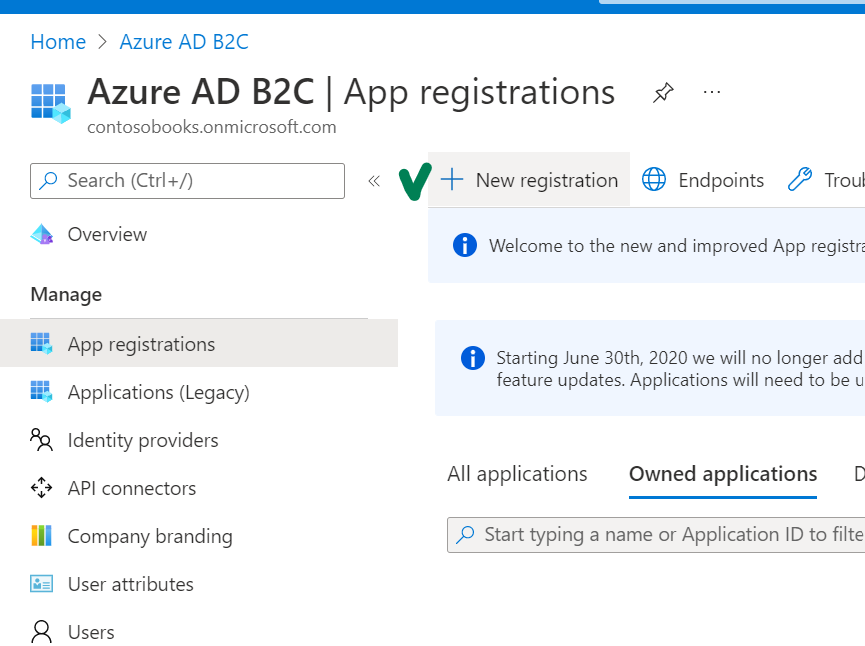 Home > Azure AD B2C
Azure AD B2C | App registrations
contosobooks.onmicrosoft.com
Search (Ctrl+/)
«
New registration
Endpoints
Overview
Welcome to the new and improved App
Manage
App registrations
Starting June 30th, 2020 we will no longer add
feature updates. Applications will need to be
Applications (Legacy)
Identity providers
API connectors
Company branding
User attributes
Users
All applications
Owned applications
Start typing a name or Application ID to